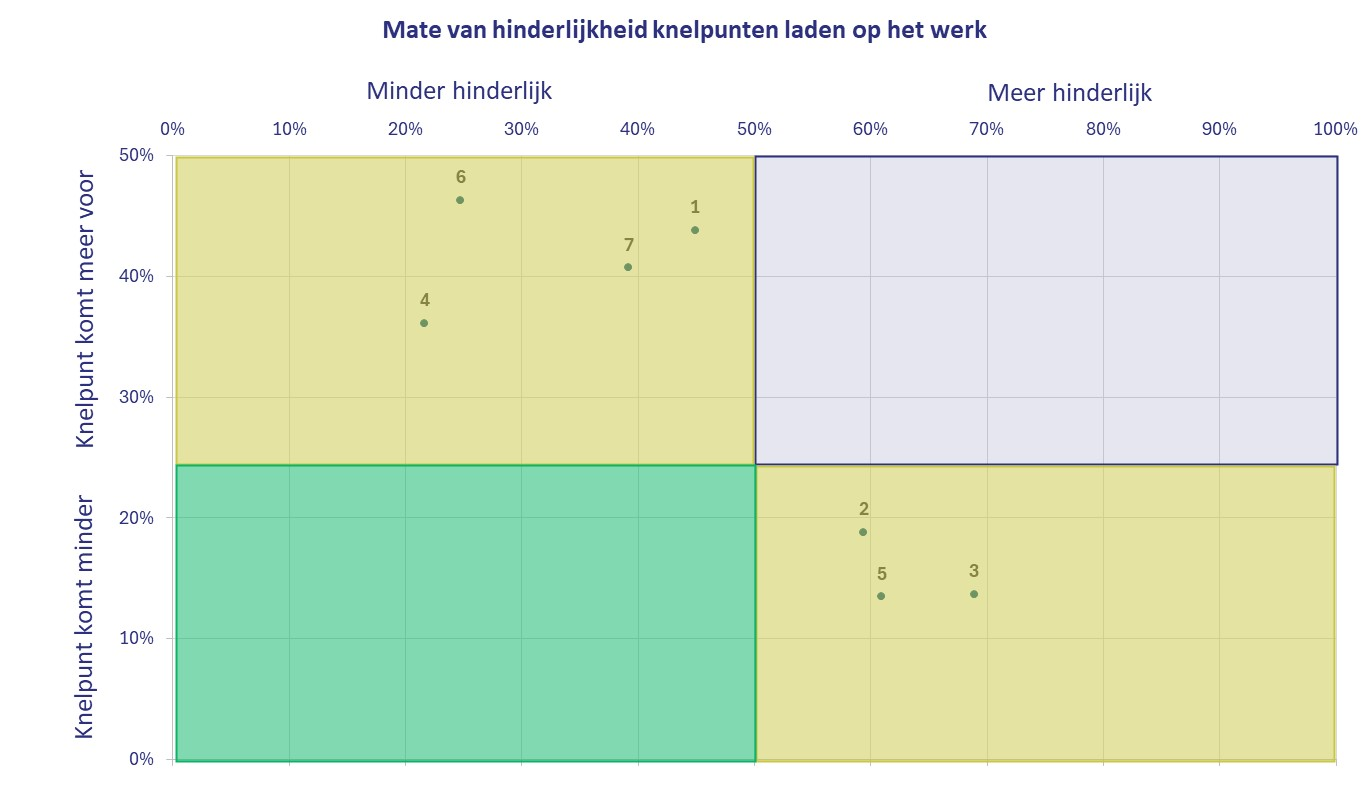 Mate van hinderlijkheid knelpunten laden op het werk
Minder hinderlijk
Meer hinderlijk
0% 10% 20% 30% 40% 50% 60% 70% 80% 90% 100%
Knelpunt komt meer voor
Knelpunt komt minder
50%
40%
30%
20%
10%
0%
6
1
7
4
2
5
3